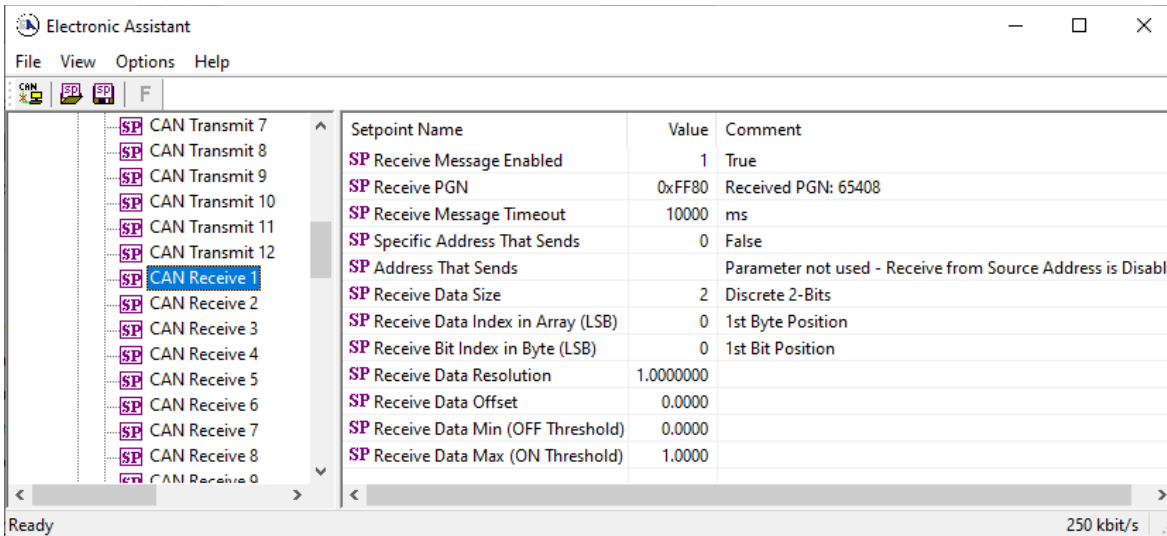 Electronic Assistant
File View Options Help
CAN SP SP F
SP CAN Transmit 7
SP CAN Transmit 8
SP CAN Transmit 9
SP CAN Transmit 10
SP CAN Transmit 11
SP CAN Transmit 12
SP CAN Receive 1
SP CAN Receive 2
SP CAN Receive 3
SP CAN Receive 4
SP CAN Receive 5
SP CAN Receive 6
SP CAN Receive 7
SP CAN Receive 8
SP CAN Receive 9
Setpoint Name Value Comment
SP Receive Message Enabled 1 True
SP Receive PGN 0xFF80 Received PGN: 65408
SP Receive Message Timeout 10000 ms
SP Specific Address That Sends 0 False
SP Address That Sends Parameter not used - Receive from Source Address is Disabl
SP Receive Data Size 2 Discrete 2-Bits
SP Receive Data Index in Array (LSB) 0 1st Byte Position
SP Receive Bit Index in Byte (LSB) 0 1st Bit Position
SP Receive Data Resolution 1.0000000
SP Receive Data Offset 0.0000
SP Receive Data Min (OFF Threshold) 0.0000
SP Receive Data Max (ON Threshold) 1.0000
Ready 250 kbit/s